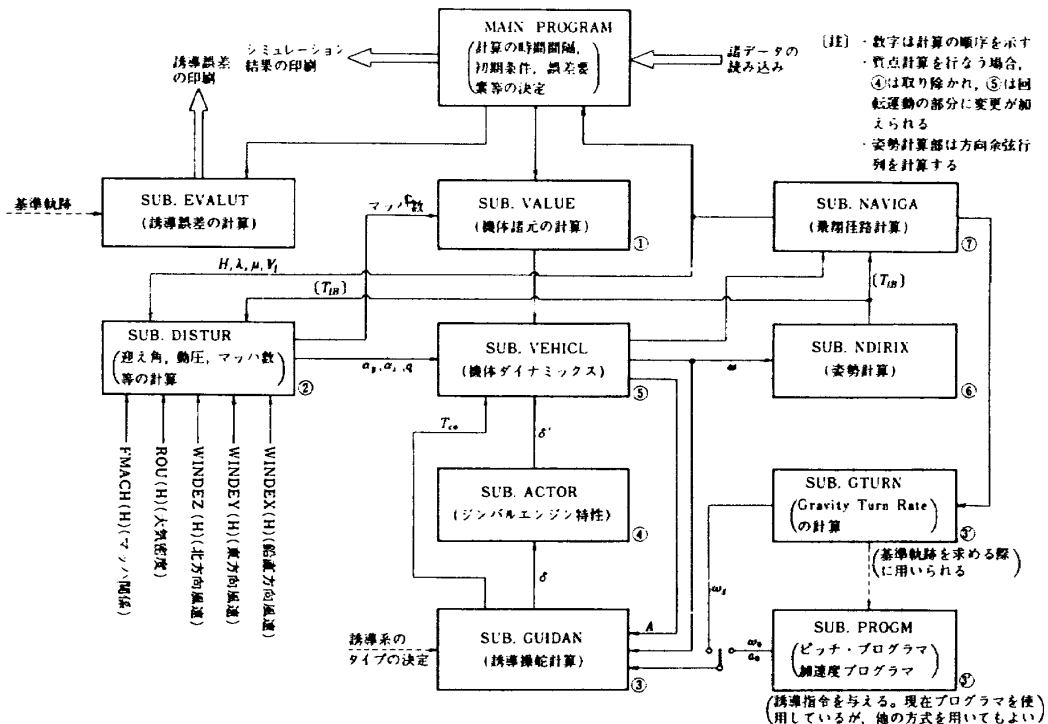 MAIN PROGRAM
計算の時間間隔,
初期条件, 誤差要
素等の決定
シミュレーション
結果の印刷
誘導誤差
の印刷
諸データの
読み込み
〔註〕 ・数字は計算の順序を示す
・質点計算を行なう場合,
④は取り除かれ, ⑤は回
転運動の部分に変更が加
えられる
・姿勢計算部は方向余弦行
列を計算する
基準軌跡
SUB. EVALUT
(誘導誤差の計算)
マッハ数
SUB. VALUE
(機体諸元の計算)
①
SUB. NAVIGA
(飛翔径路計算)
⑦
H, λ, μ, V_I
[T_IB]
[T_IB]
SUB. DISTUR
迎え角, 動圧, マッハ数
等の計算
②
SUB. VEHICL
(機体ダイナミックス)
⑤
ω
SUB. NDIRIX
(姿勢計算)
⑥
FMACH(H)(マッハ関係)
ROU(H)(大気密度)
WINDEZ(H)(北方向風速)
WINDEY(H)(東方向風速)
WINDEX(H)(鉛直方向風速)
δ'
SUB. ACTOR
(ジンバルエンジン特性)
④
δ
SUB. GTURN
Gravity Turn Rate
の計算
3'
(基準軌跡を求める際
に用いられる)
A
誘導系の
タイプの決定
SUB. GUIDAN
(誘導操舵計算)
③
SUB. PROGM
ピッチ・プログラマ
加速度プログラマ
(誘導指令を与える。現在プログラマを使
用しているが, 他の方式を用いてもよい)